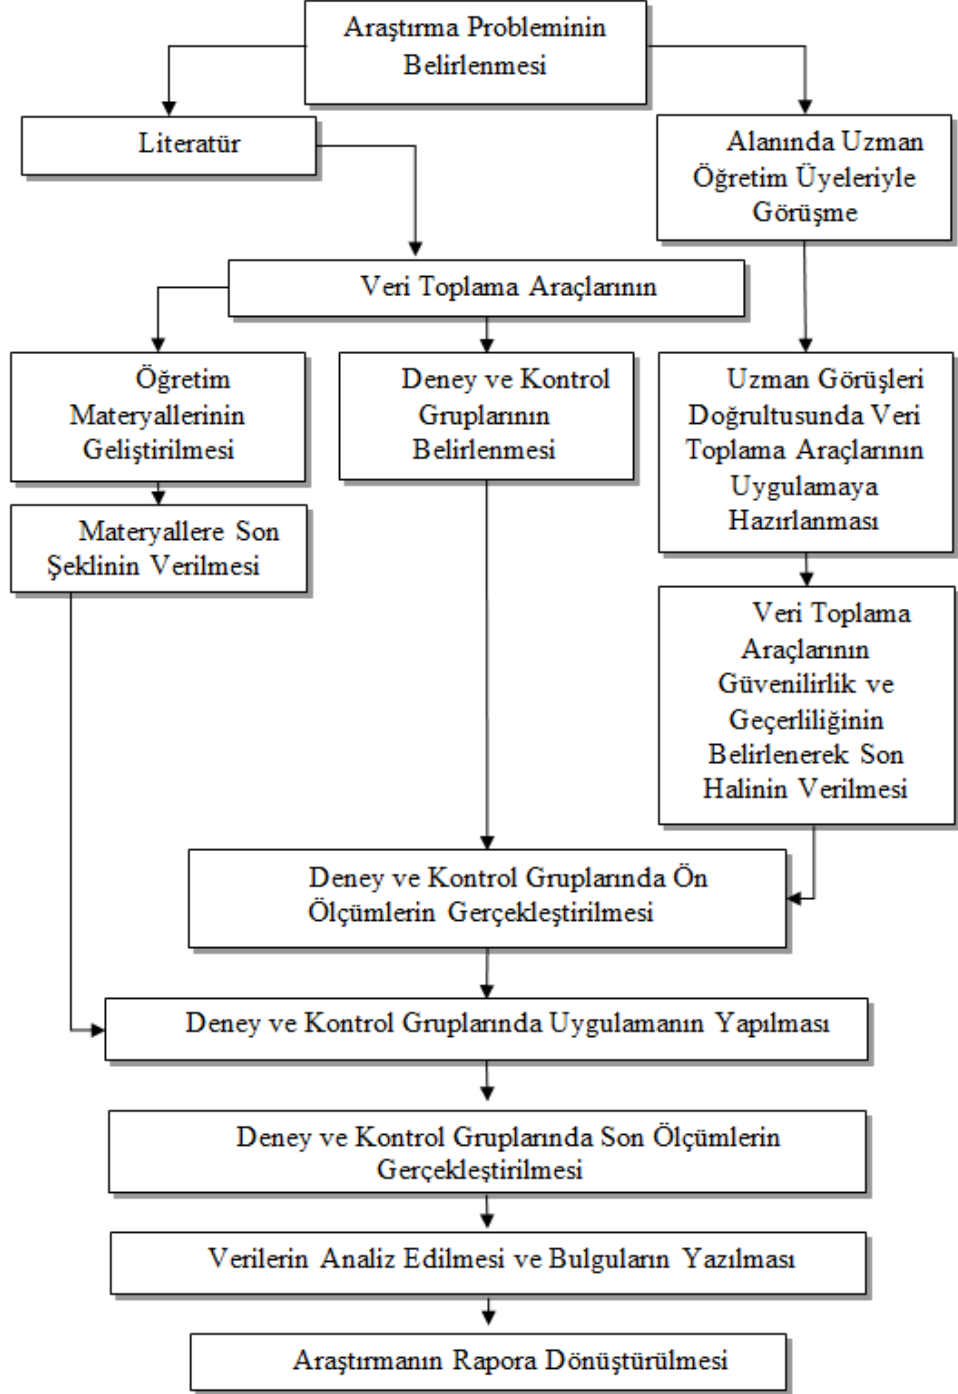 Araştırma Probleminin
Belirlenmesi
Literatür
Alanında Uzman
Öğretim Üyeleriyle
Görüşme
Veri Toplama Araçlarının
Öğretim
Materyallerinin
Geliştirilmesi
Deney ve Kontrol
Gruplarının
Belirlenmesi
Uzman Görüşleri
Doğrultusunda Veri
Toplama Araçlarının
Uygulamaya
Hazırlanması
Materyallere Son
Şeklinin Verilmesi
Veri Toplama
Araçlarının
Güvenilirlik ve
Geçerliliğinin
Belirlenerek Son
Halinin Verilmesi
Deney ve Kontrol Gruplarında Ön
Ölçümlerin Gerçekleştirilmesi
Deney ve Kontrol Gruplarında Uygulamanın Yapılması
Deney ve Kontrol Gruplarında Son Ölçümlerin
Gerçekleştirilmesi
Verilerin Analiz Edilmesi ve Bulguların Yazılması
Araştırmanın Rapora Dönüştürülmesi